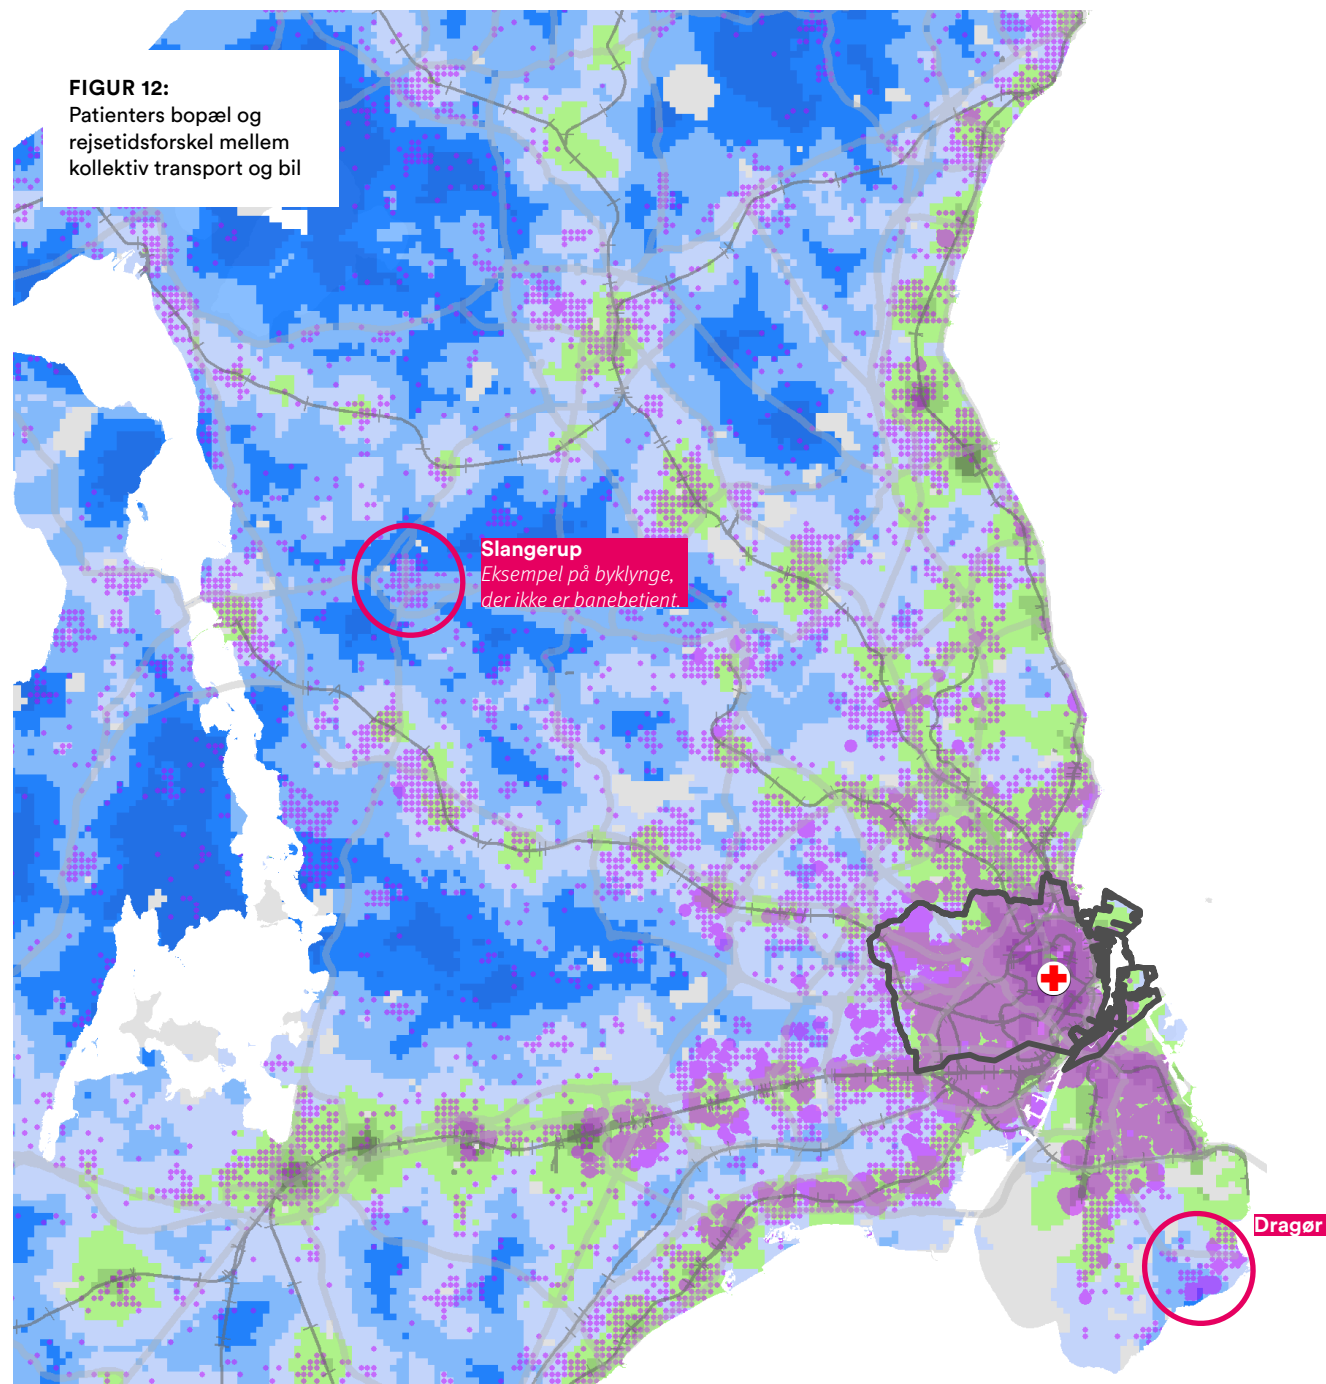 FIGUR 12:
Patienters bopæl og
rejsetidsforskel mellem
kollektiv transport og bil
Slangerup
Eksempel på byklynge,
der ikke er banebetjent.
Dragør